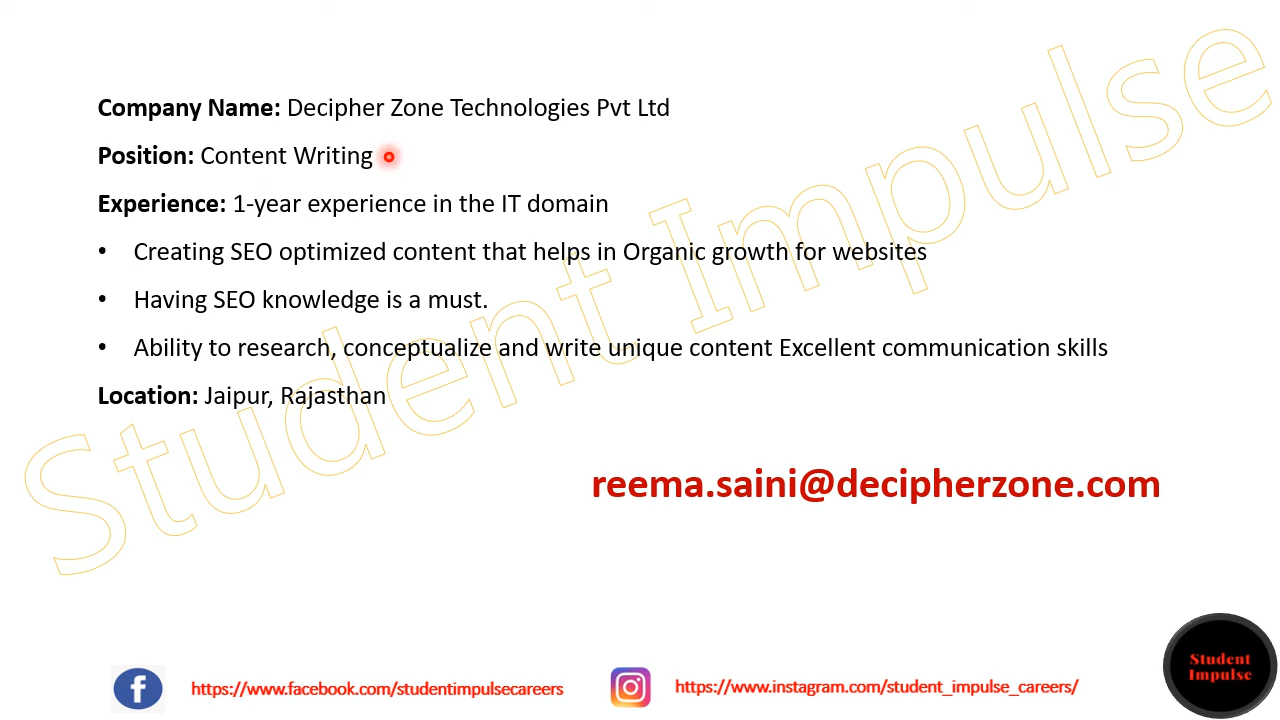 Company Name: Decipher Zone Technologies Pvt Ltd
Position: Content Writing
Experience: 1-year experience in the IT domain
• Creating SEO optimized content that helps in Organic growth for websites
• Having SEO knowledge is a must.
• Ability to research, conceptualize and write unique content Excellent communication skills
Location: Jaipur, Rajasthan
Student Impulse
reema.saini@decipherzone.com
https://www.facebook.com/studentimpulsecareers
https://www.instagram.com/student_impulse_careers/
Student
Impulse